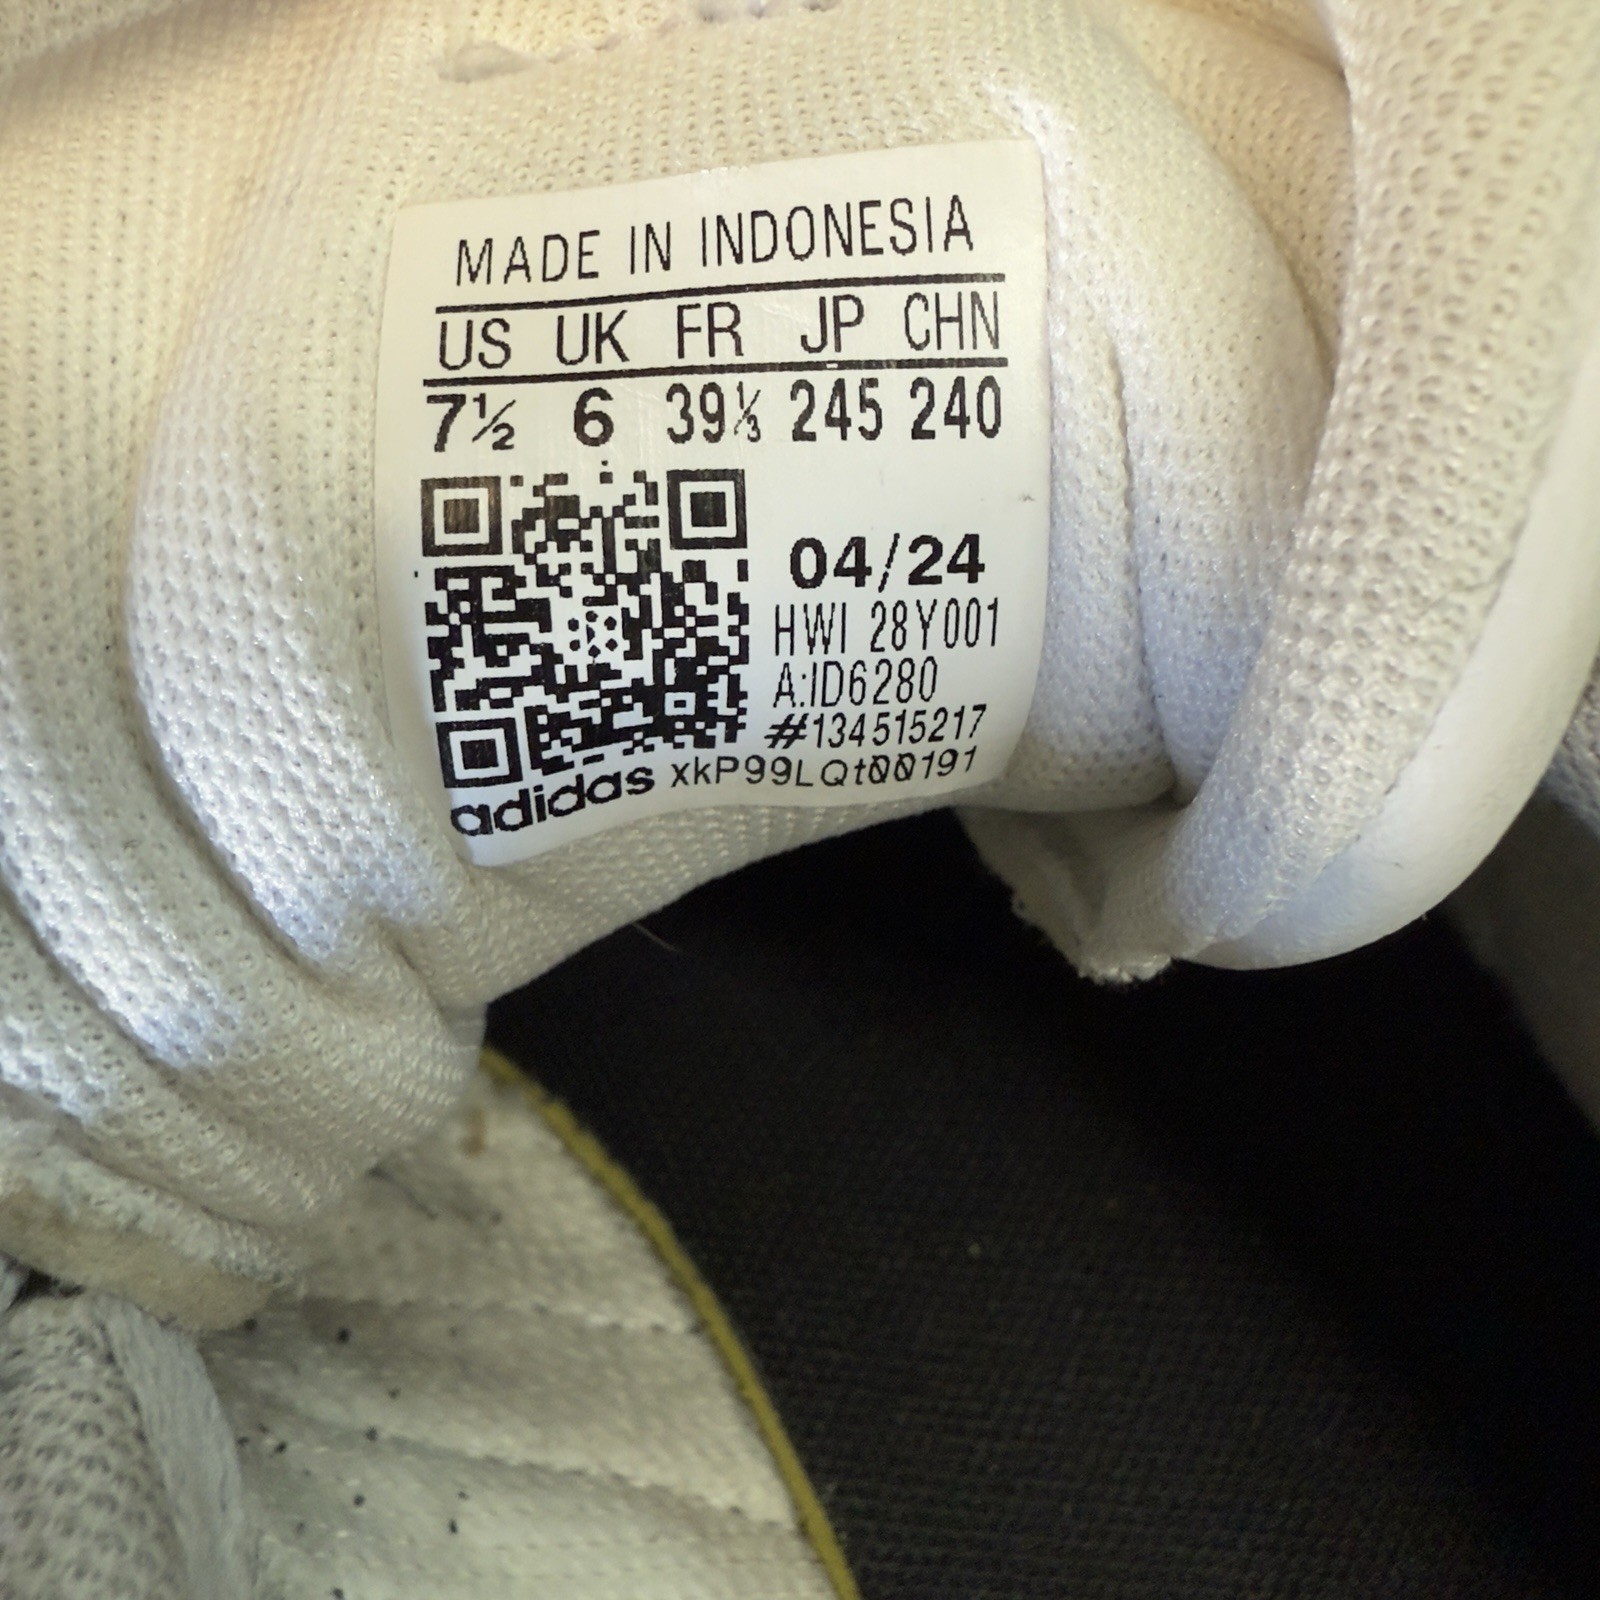 MADE IN INDONESIA
US UK FR JP CHN
7½ 6 39⅓ 245 240
04/24
HWI 28Y001
A:ID6280
#134515217
adidas xkP99LQt00191